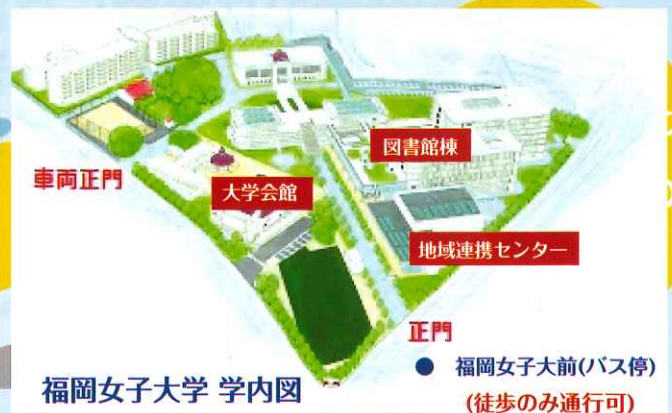 図書館棟
車両正門
大学会館
地域連携センター
正門
● 福岡女子大前(バス停)
福岡女子大学 学内図
(徒歩のみ通行可)